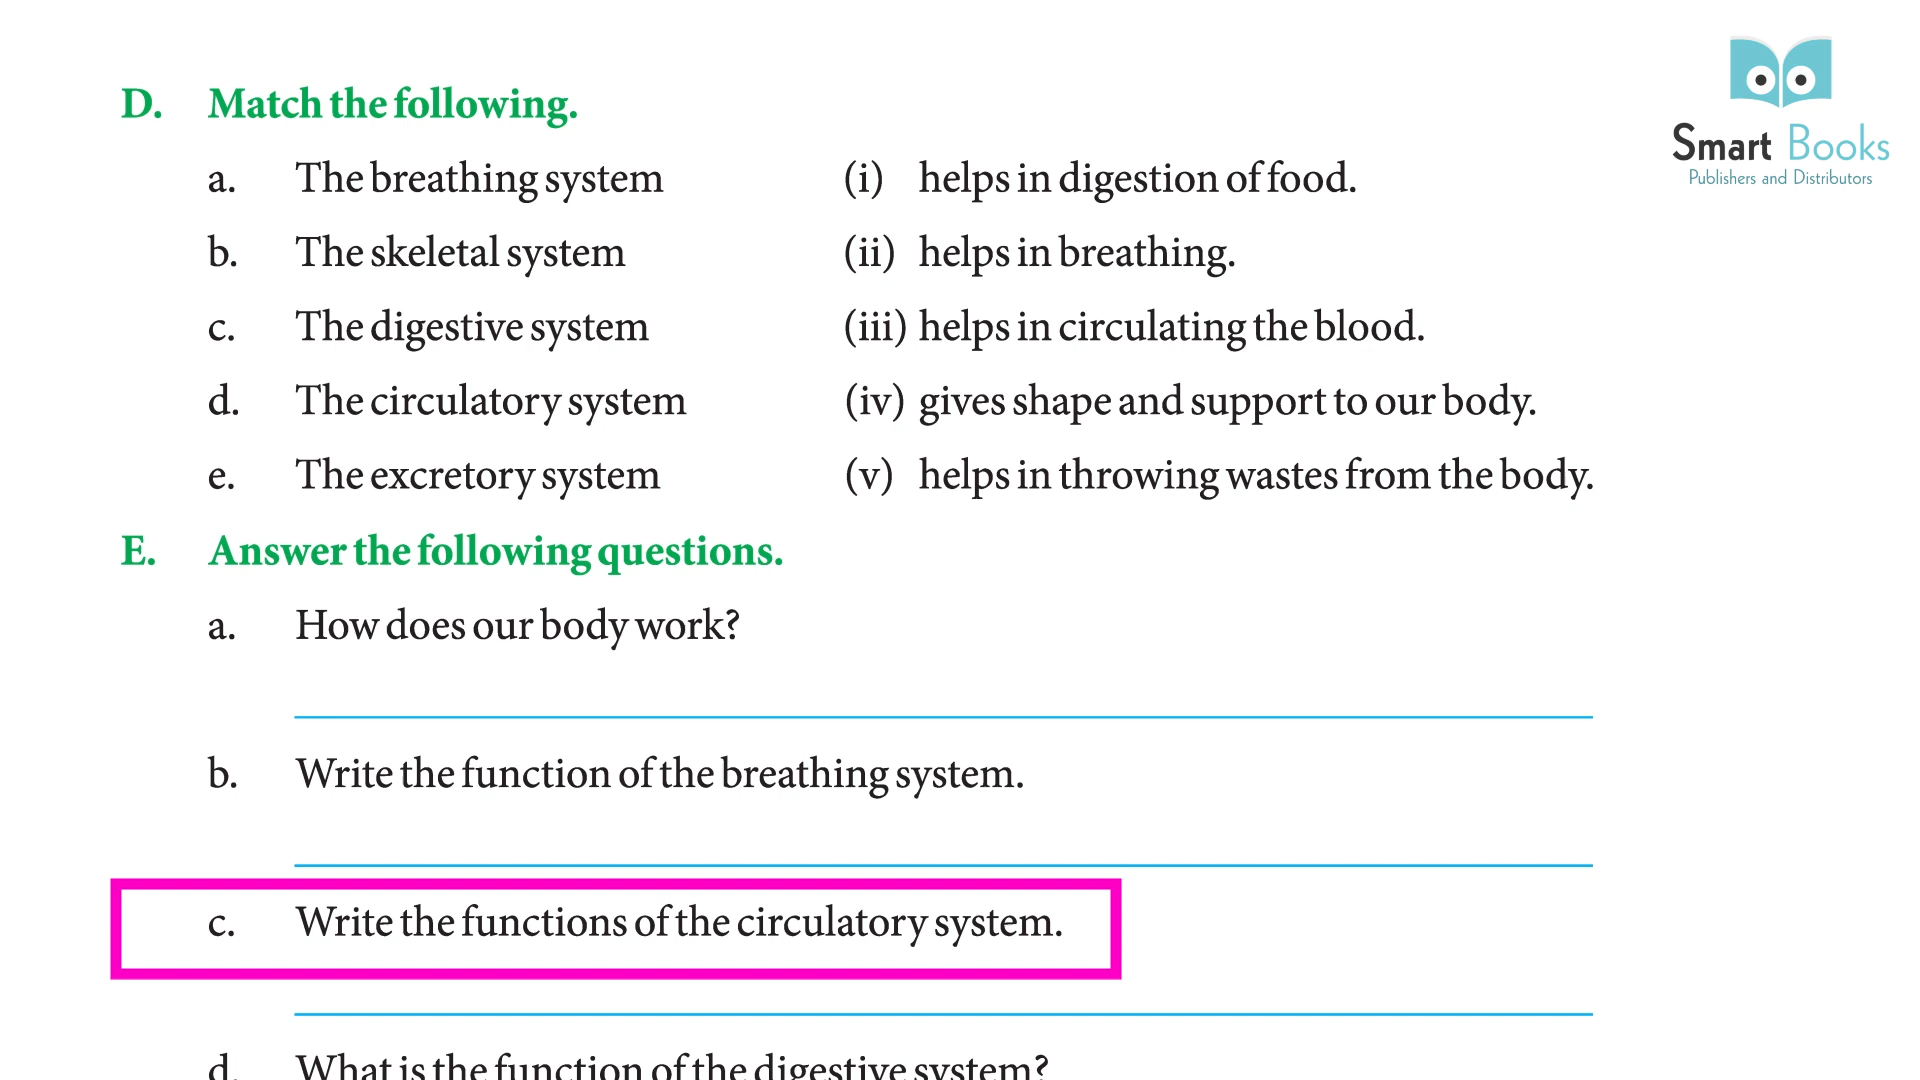 Smart Books
Publishers and Distributors
D. Match the following.
a. The breathing system (i) helps in digestion of food.
b. The skeletal system (ii) helps in breathing.
c. The digestive system (iii) helps in circulating the blood.
d. The circulatory system (iv) gives shape and support to our body.
e. The excretory system (v) helps in throwing wastes from the body.
E. Answer the following questions.
a. How does our body work?
b. Write the function of the breathing system.
c. Write the functions of the circulatory system.
d. What is the function of the digestive system?